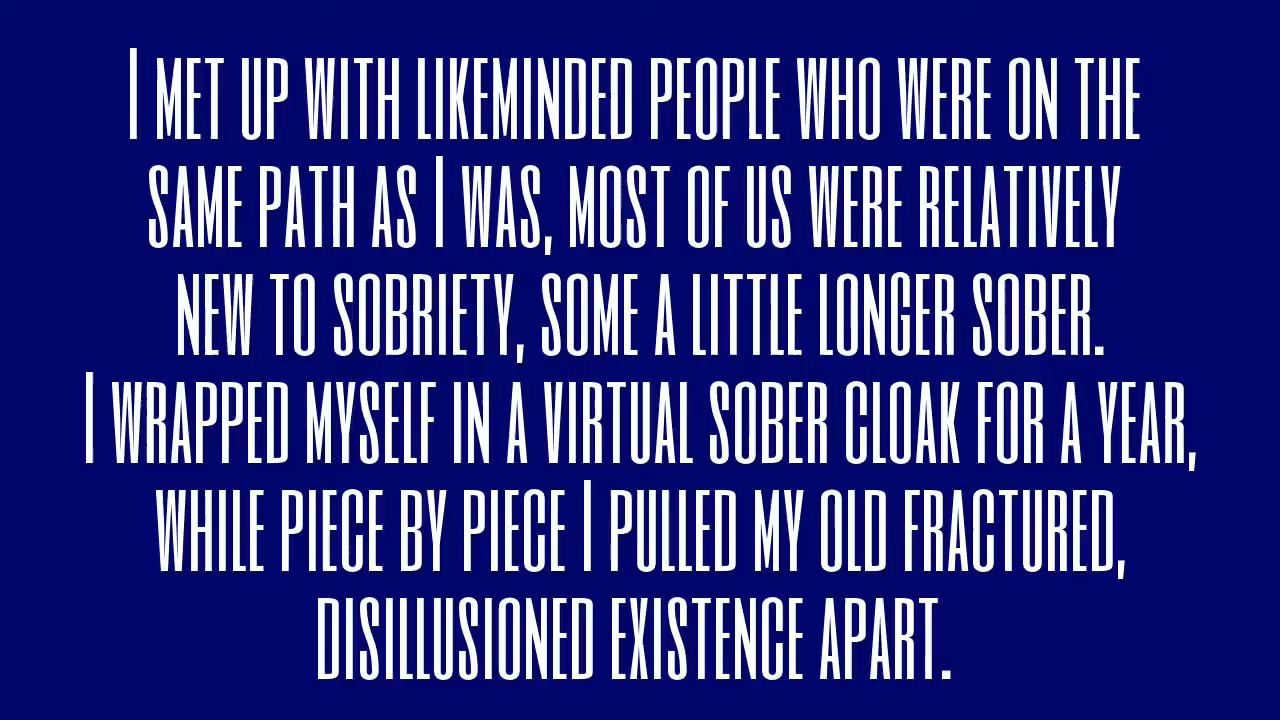 I MET UP WITH LIKEMINDED PEOPLE WHO WERE ON THE
SAME PATH AS I WAS, MOST OF US WERE RELATIVELY
NEW TO SOBRIETY, SOME A LITTLE LONGER SOBER.
I WRAPPED MYSELF IN A VIRTUAL SOBER CLOAK FOR A YEAR,
WHILE PIECE BY PIECE I PULLED MY OLD FRACTURED,
DISILLUSIONED EXISTENCE APART.